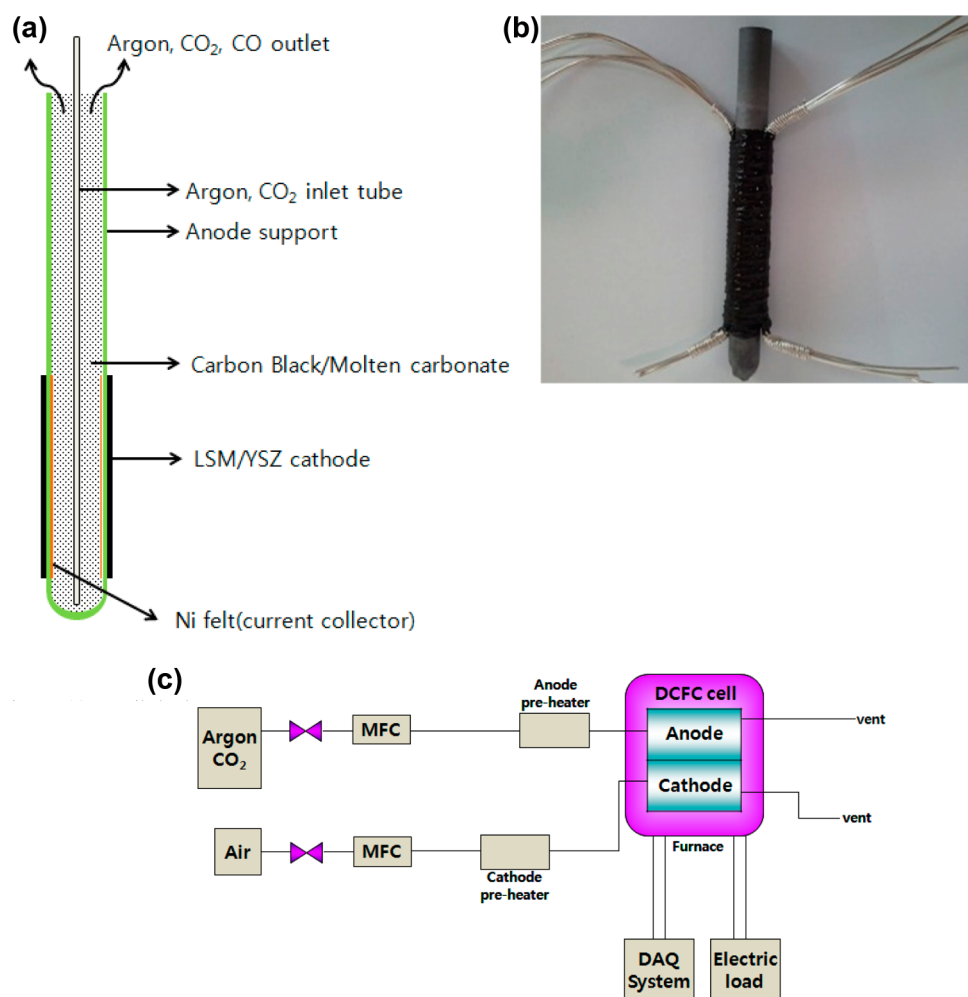 (a)
Argon, CO₂, CO outlet
Argon, CO₂ inlet tube
Anode support
Carbon Black/Molten carbonate
LSM/YSZ cathode
Ni felt(current collector)
(b)
(c)
Argon
CO₂
MFC
Anode
pre-heater
DCFC cell
Anode
Cathode
vent
vent
Furnace
Air
MFC
Cathode
pre-heater
DAQ
System
Electric
load